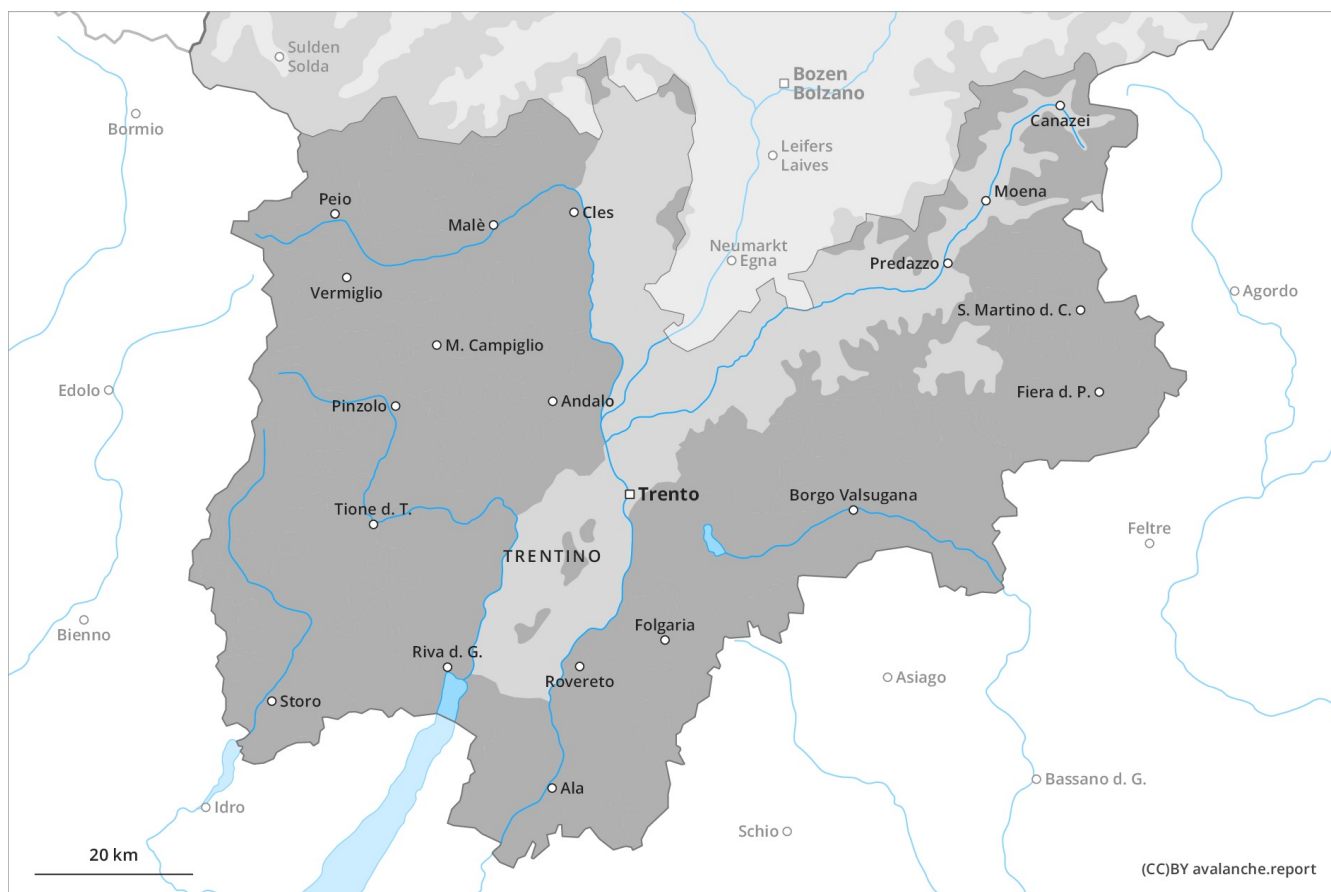 Sulden
Solda
Bozen
Bolzano
Bormio
Canazei
Leifers
Laives
Peio
Moena
Malè
Cles
Neumarkt
Egna
Predazzo
Vermiglio
Agordo
S. Martino d. C.
M. Campiglio
Edolo
Pinzolo
Andalo
Fiera d. P.
Trento
Borgo Valsugana
Tione d. T.
Feltre
TRENTINO
Bienno
Folgaria
Riva d. G.
Asiago
Rovereto
Storo
Bassano d. G.
Ala
Idro
Schio
20 km
(CC)BY avalanche.report